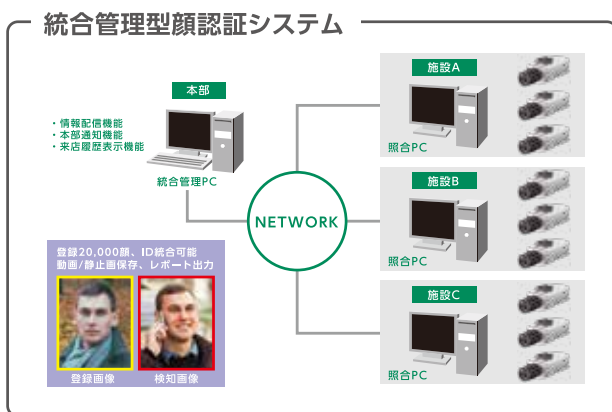 統合管理型顔認証システム
本部
・情報配信機能
・本部通知機能
・来店履歴表示機能
統合管理PC
NETWORK
施設A
照合PC
施設B
照合PC
施設C
照合PC
登録20,000顔、ID統合可能
動画/静止画保存、レポート出力
登録画像
検知画像